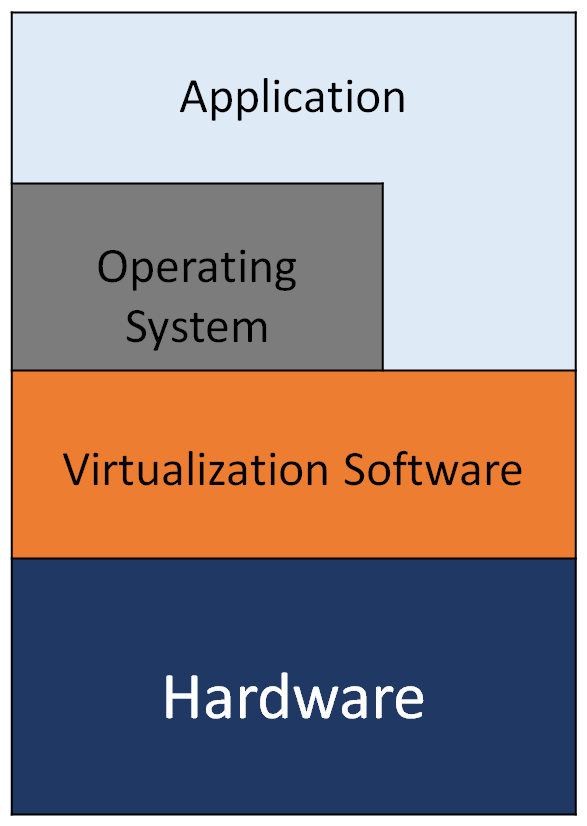 Application
Operating
System
Virtualization Software
Hardware